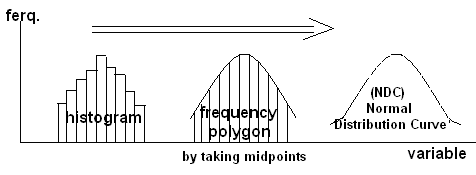 ferq.
histogram
frequency
polygon
(NDC)
Normal
Distribution Curve
by taking midpoints
variable